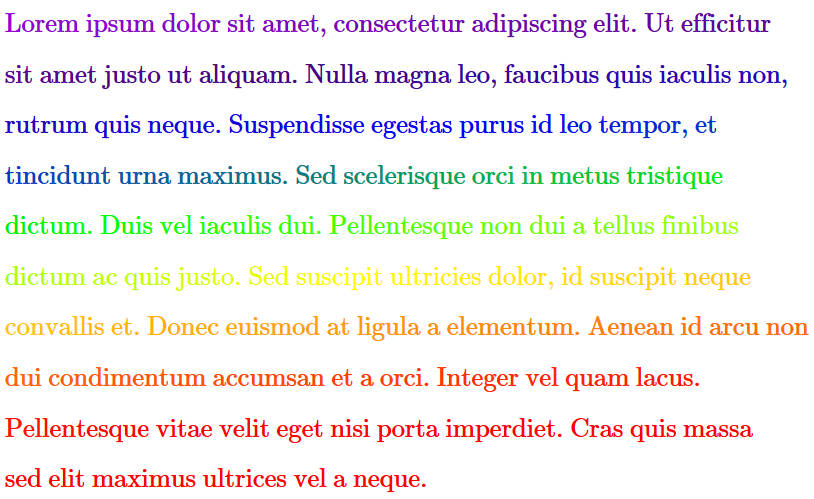 Lorem ipsum dolor sit amet, consectetur adipiscing elit. Ut efficitur
sit amet justo ut aliquam. Nulla magna leo, faucibus quis iaculis non,
rutrum quis neque. Suspendisse egestas purus id leo tempor, et
tincidunt urna maximus. Sed scelerisque orci in metus tristique
dictum. Duis vel iaculis dui. Pellentesque non dui a tellus finibus
dictum ac quis justo. Sed suscipit ultricies dolor, id suscipit neque
convallis et. Donec euismod at ligula a elementum. Aenean id arcu non
dui condimentum accumsan et a orci. Integer vel quam lacus.
Pellentesque vitae velit eget nisi porta imperdiet. Cras quis massa
sed elit maximus ultrices vel a neque.